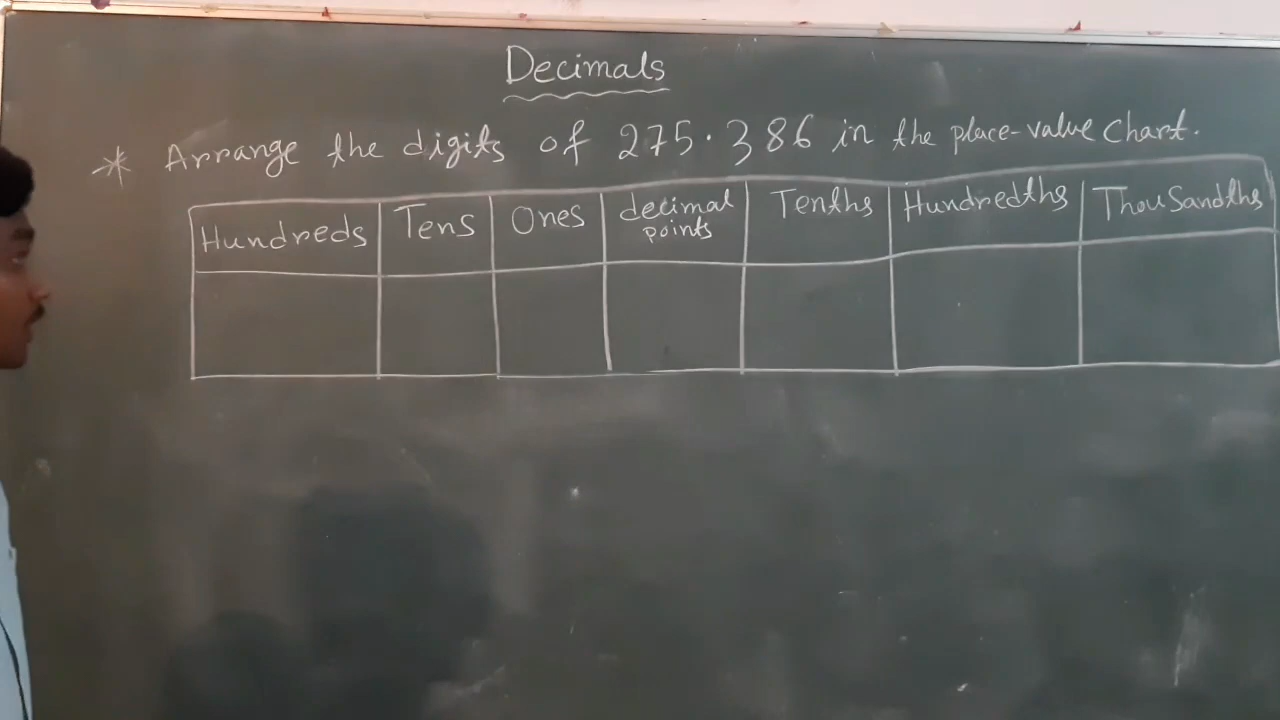 Decimals
* Arrange the digits of 275.386 in the place-value Chart.
Hundreds Tens Ones decimal points Tenths Hundredths Thousandths